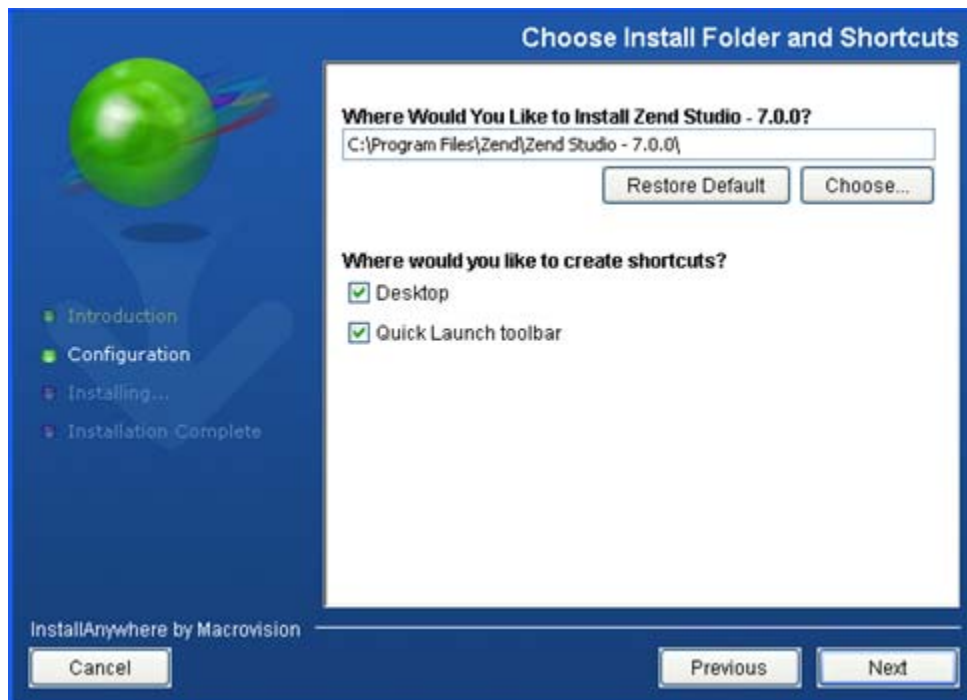 Choose Install Folder and Shortcuts
Where Would You Like to Install Zend Studio - 7.0.0?
C:\Program Files\Zend\Zend Studio - 7.0.0\
Restore Default
Choose...
Where would you like to create shortcuts?
Desktop
Quick Launch toolbar
Introduction
Configuration
Installing...
Installation Complete
InstallAnywhere by Macrovision
Cancel
Previous
Next